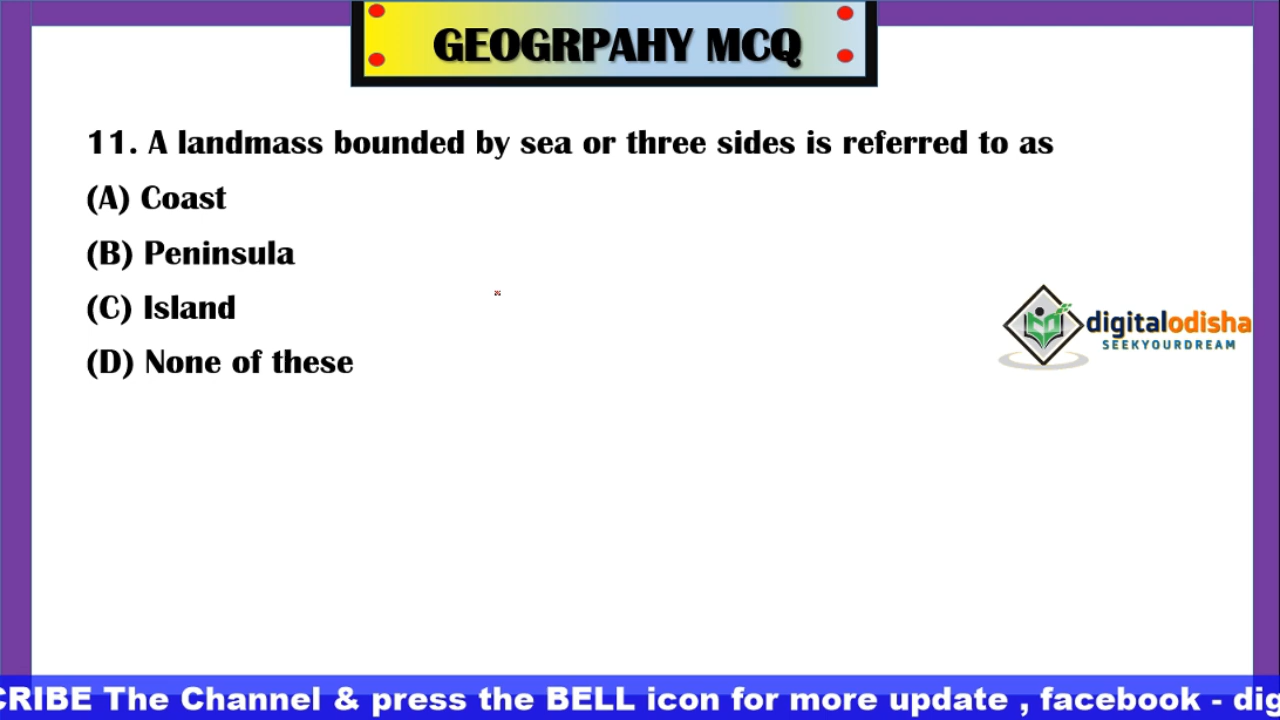 GEOGRPAHY MCQ
11. A landmass bounded by sea or three sides is referred to as
(A) Coast
(B) Peninsula
(C) Island
(D) None of these
digitalodisha
SEEKYOURDREAM
CRIBE The Channel & press the BELL icon for more update , facebook - dig